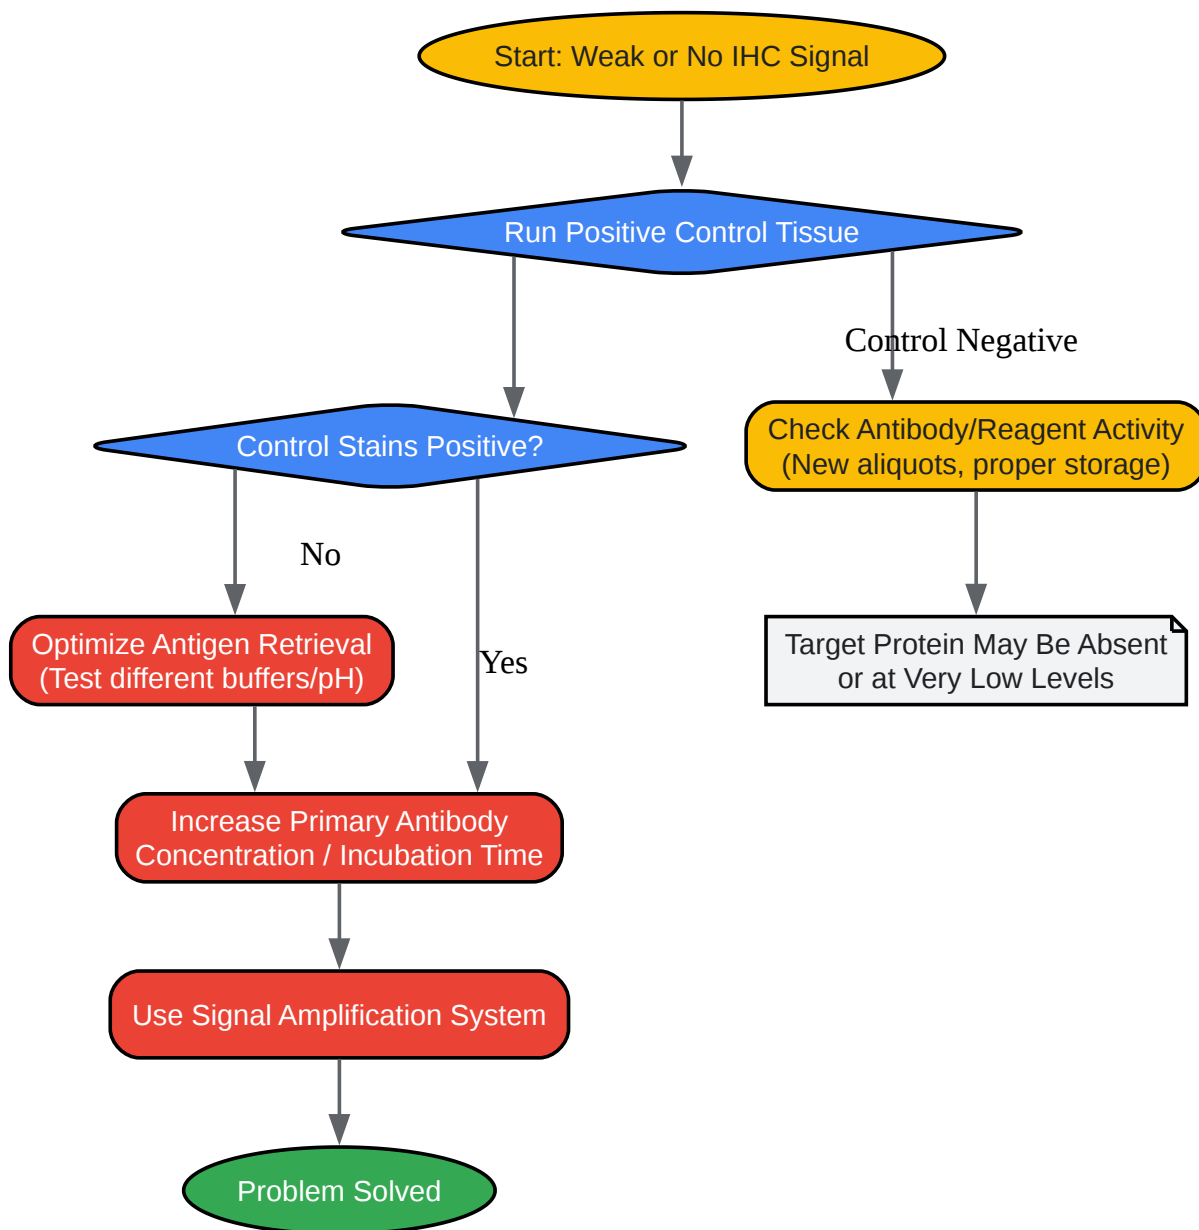 Start: Weak or No IHC Signal
Run Positive Control Tissue
Control Negative
Control Stains Positive?
Check Antibody/Reagent Activity
(New aliquots, proper storage)
No
Yes
Optimize Antigen Retrieval
(Test different buffers/pH)
Target Protein May Be Absent
or at Very Low Levels
Increase Primary Antibody
Concentration / Incubation Time
Use Signal Amplification System
Problem Solved